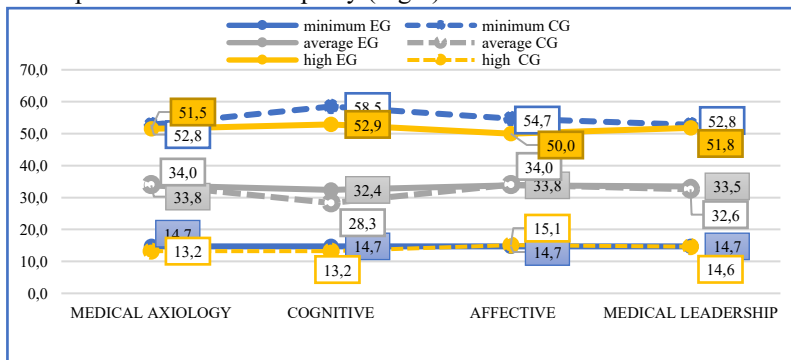 minimum EG minimum CG
average EG average CG
high EG high CG
70,0
60,0
50,0
40,0
30,0
20,0
10,0
0,0
51,5 58,5 54,7 52,8
52,8 52,9 50,0 51,8
34,0 34,0
33,8 32,4 33,8 33,5
28,3 32,6
14,7 14,7 15,1 14,7
13,2 13,2 14,7 14,6
MEDICAL AXIOLOGY COGNITIVE AFFECTIVE MEDICAL LEADERSHIP